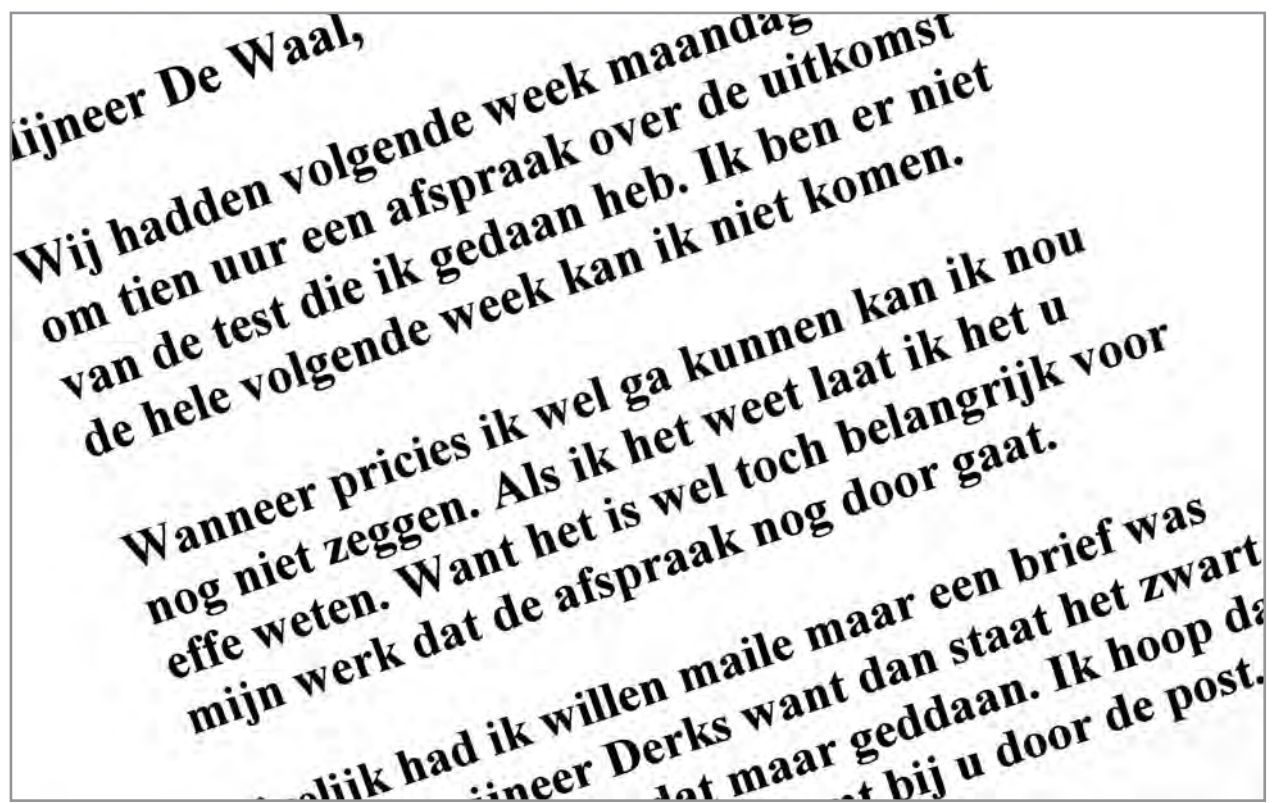 ijneer De Waal,
Wij hadden volgende week maandag
om tien uur een afspraak over de uitkomst
van de test die ik gedaan heb. Ik ben er niet
de hele volgende week kan ik niet komen.
Wanneer pricies ik wel ga kunnen kan ik nou
nog niet zeggen. Als ik het weet laat ik het u
effe weten. Want het is wel toch belangrijk voor
mijn werk dat de afspraak nog door gaat.
lijk had ik willen maile maar een brief was
ijneer Derks want dan staat het zwart
dat maar geddaan. Ik hoop da
bij u door de post.